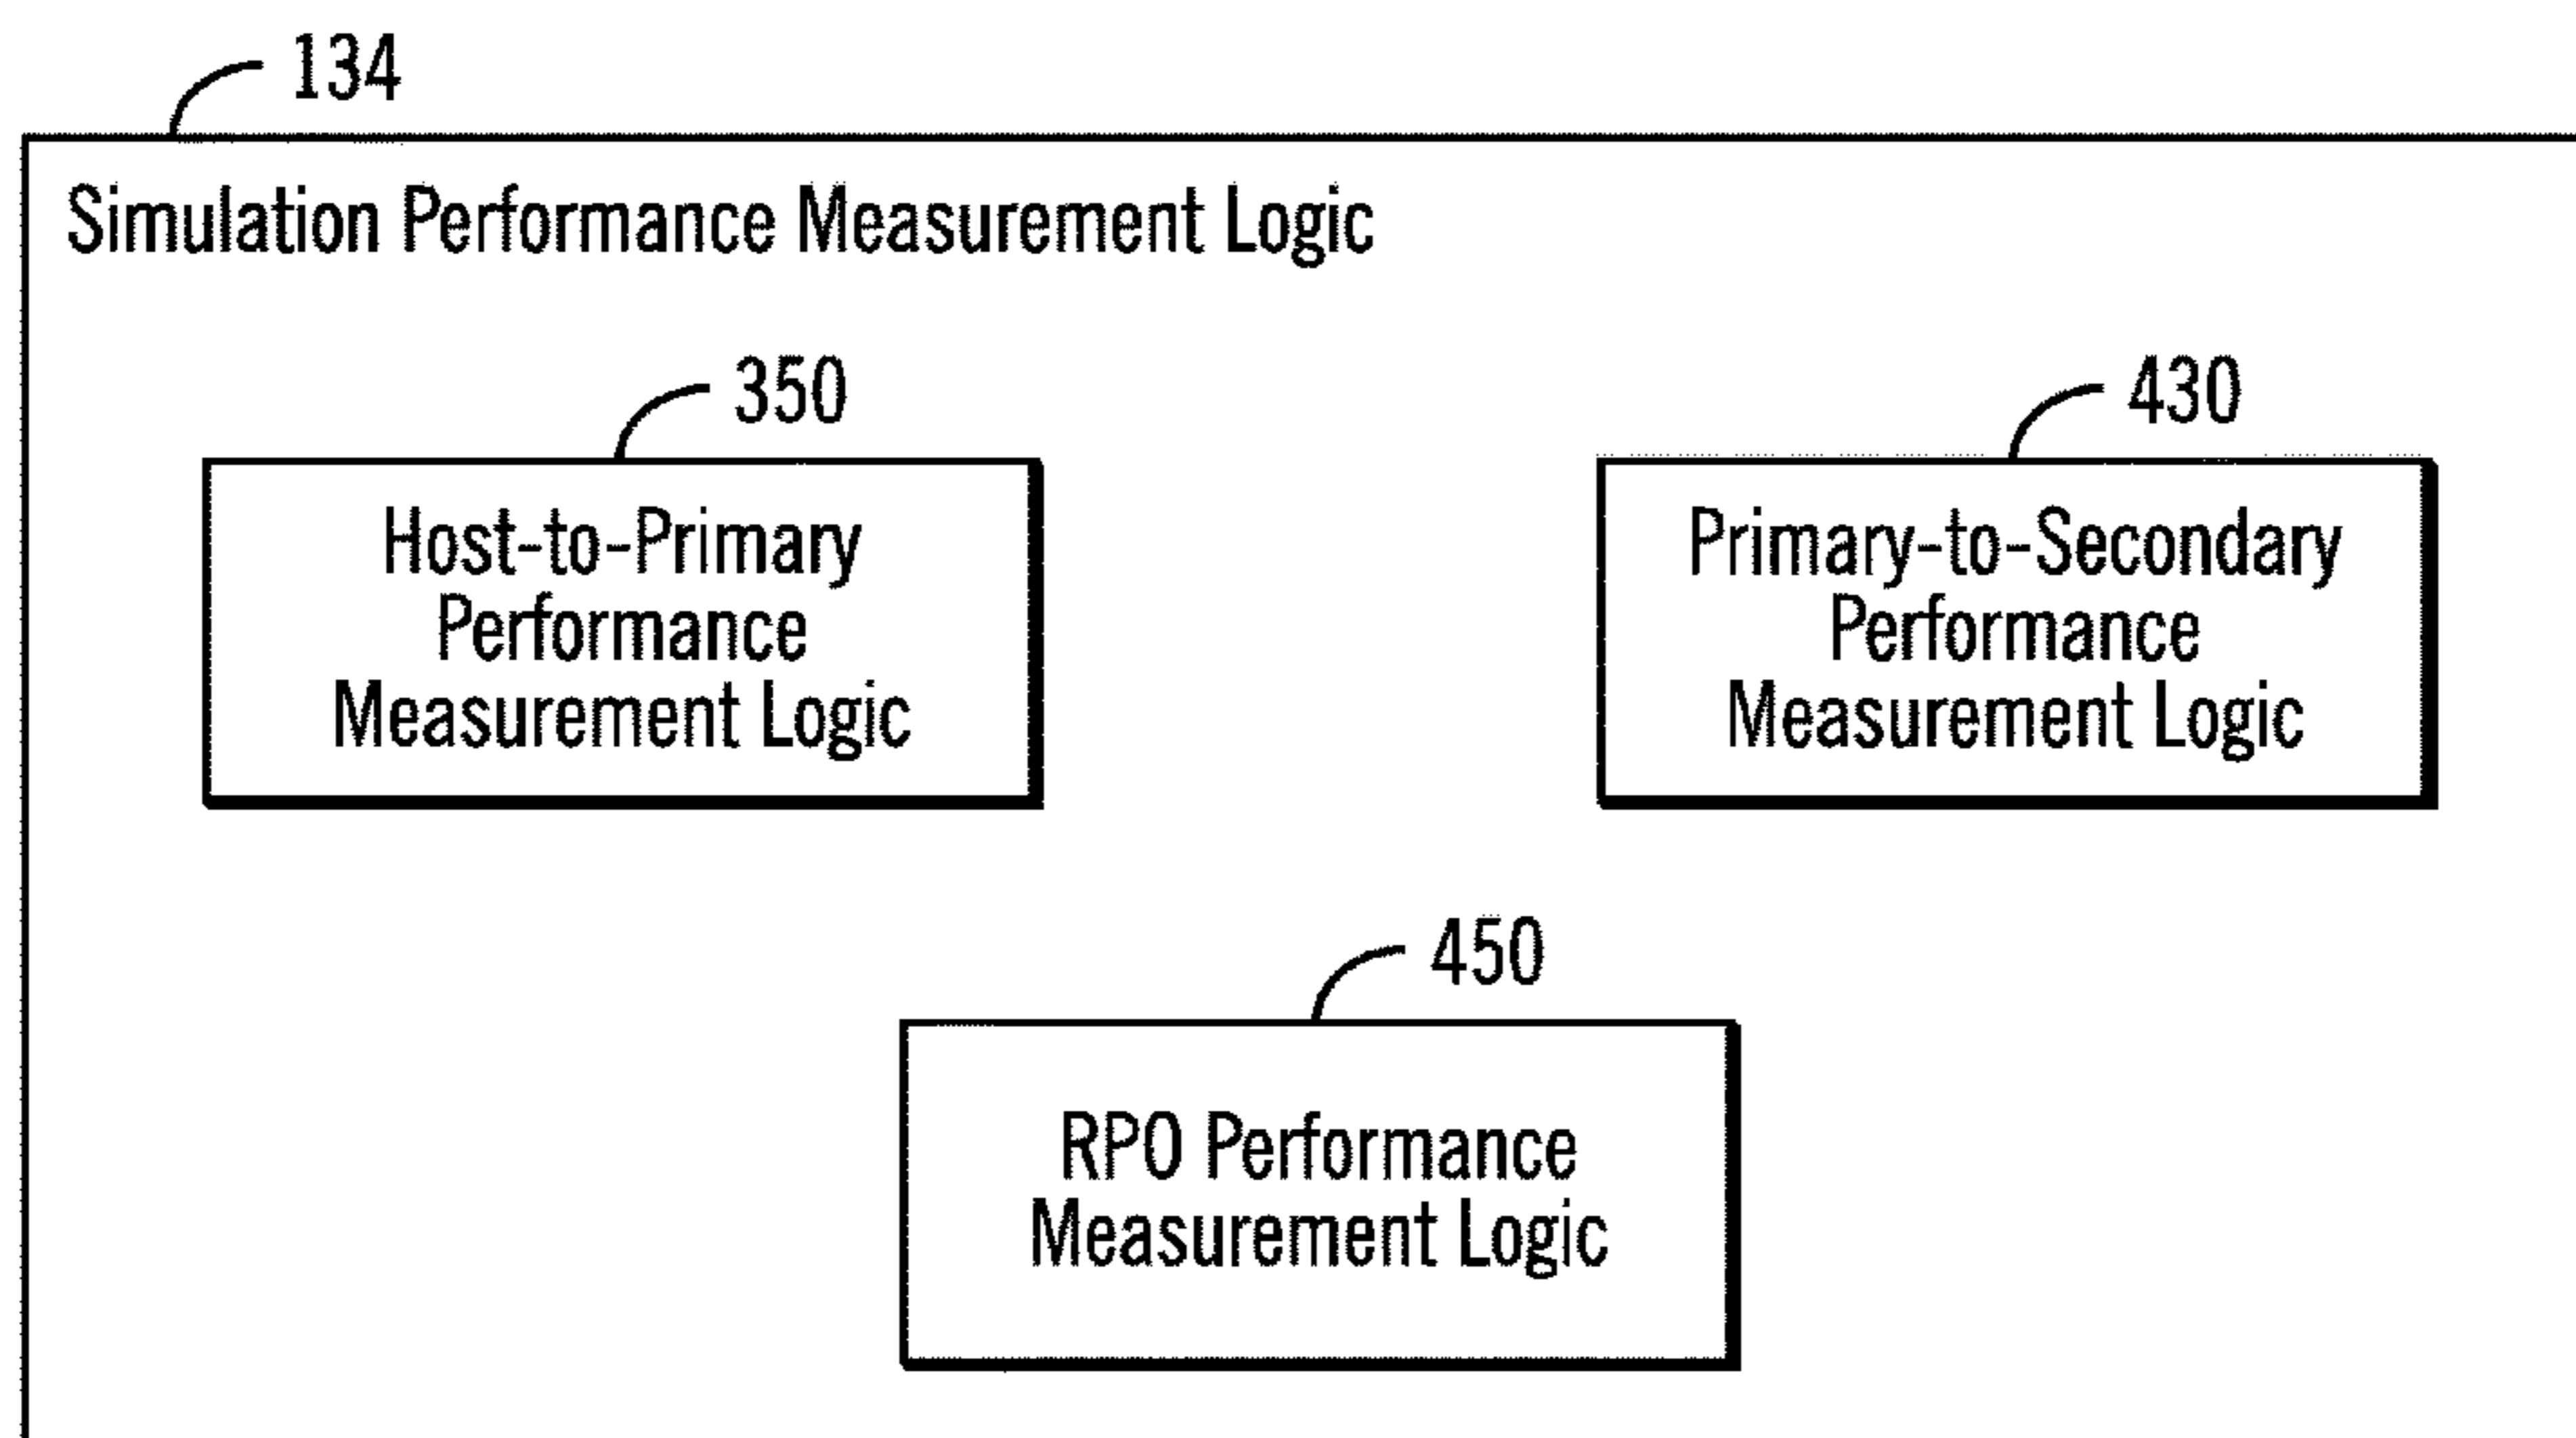 134
Simulation Performance Measurement Logic
350
Host-to-Primary
Performance
Measurement Logic
430
Primary-to-Secondary
Performance
Measurement Logic
450
RPO Performance
Measurement Logic